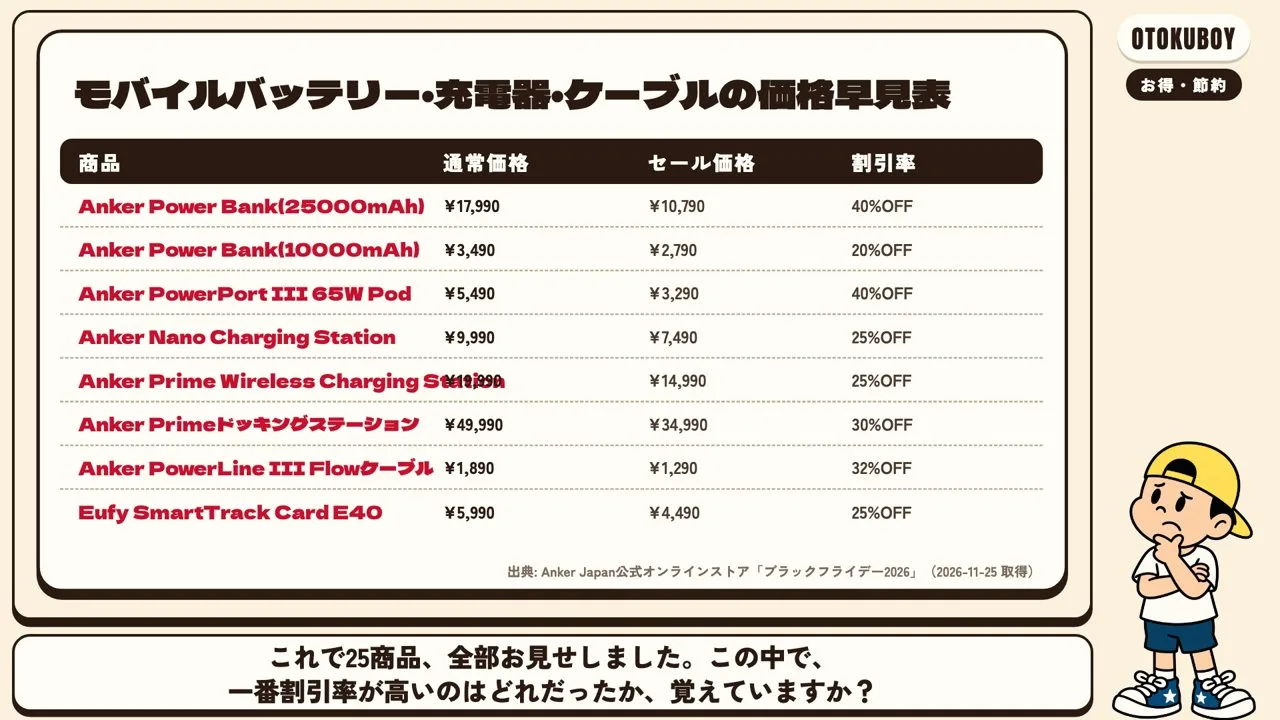 OTOKUBOY
お得・節約
モバイルバッテリー・充電器・ケーブルの価格早見表
商品 通常価格 セール価格 割引率
Anker Power Bank(25000mAh) ¥17,990 ¥10,790 40%OFF
Anker Power Bank(10000mAh) ¥3,490 ¥2,790 20%OFF
Anker PowerPort III 65W Pod ¥5,490 ¥3,290 40%OFF
Anker Nano Charging Station ¥9,990 ¥7,490 25%OFF
Anker Prime Wireless Charging Station ¥19,990 ¥14,990 25%OFF
Anker Primeドッキングステーション ¥49,990 ¥34,990 30%OFF
Anker PowerLine III Flowケーブル ¥1,890 ¥1,290 32%OFF
Eufy SmartTrack Card E40 ¥5,990 ¥4,490 25%OFF
出典: Anker Japan公式オンラインストア「ブラックフライデー2026」（2026-11-25 取得）
これで25商品、全部お見せしました。この中で、
一番割引率が高いのはどれだったか、覚えていますか？